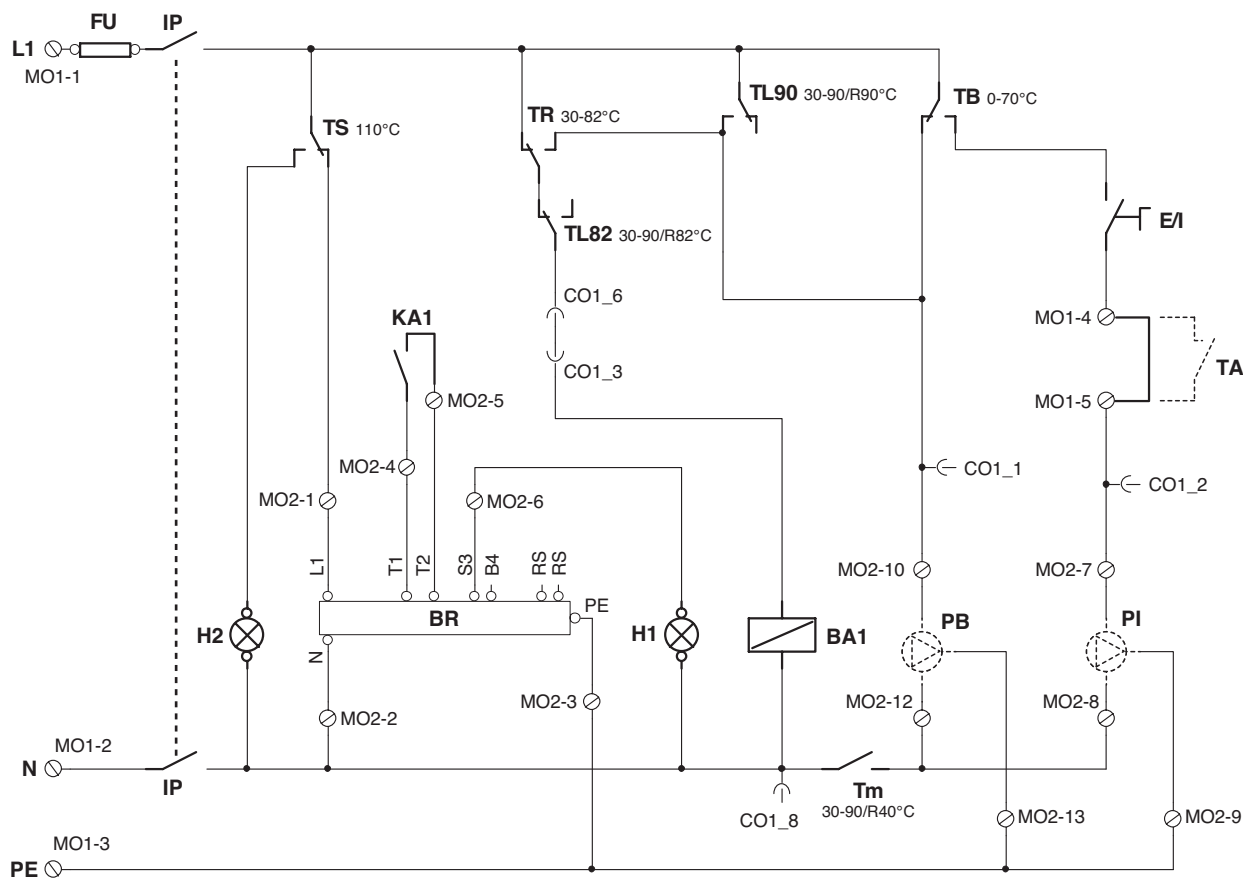 FU
IP
L1
MO1-1
TL90 30-90/R90°C
TB 0-70°C
TR 30-82°C
TS 110°C
E/I
TL82 30-90/R82°C
CO1_6
KA1
MO1-4
CO1_3
TA
MO2-5
MO1-5
MO2-4
CO1_1
MO2-1
MO2-6
CO1_2
L1
T1
T2
S3
B4
RS
RS
MO2-10
MO2-7
PE
BR
H2
H1
BA1
PB
PI
N
MO2-3
MO2-12
MO2-8
MO2-2
MO1-2
N
IP
Tm
30-90/R40°C
CO1_8
MO2-13
MO2-9
MO1-3
PE